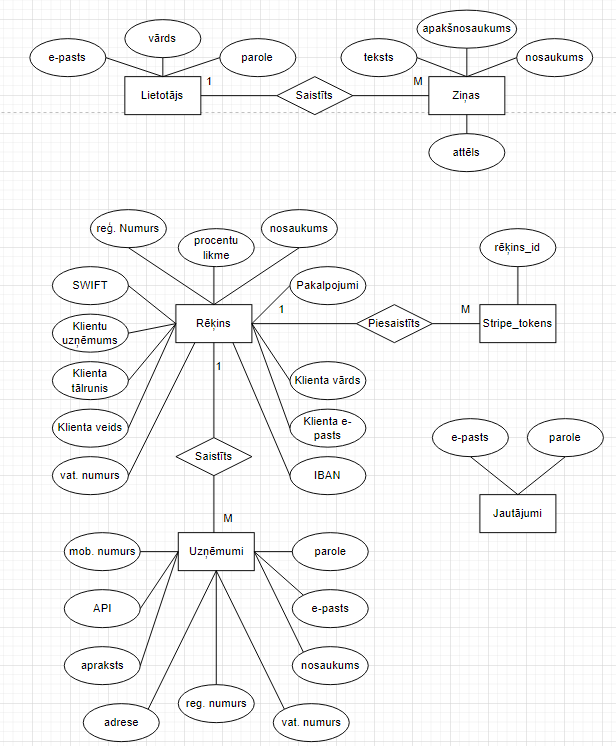 apakšnosaukums
vārds
e-pasts
parole
teksts
nosaukums
1
M
Lietotājs
Saistīts
Ziņas
attēls
reģ. Numurs
nosaukums
procentu
likme
rēķins_id
SWIFT
Pakalpojumi
1
M
Klientu
uzņēmums
Rēķins
Piesaistīts
Stripe_tokens
1
Klienta
tālrunis
Klienta vārds
Klienta veids
Klienta e-
pasts
e-pasts
parole
Saistīts
vat. numurs
IBAN
Jautājumi
M
mob. numurs
Uzņēmumi
parole
API
e-pasts
apraksts
nosaukums
reg. numurs
adrese
vat. numurs